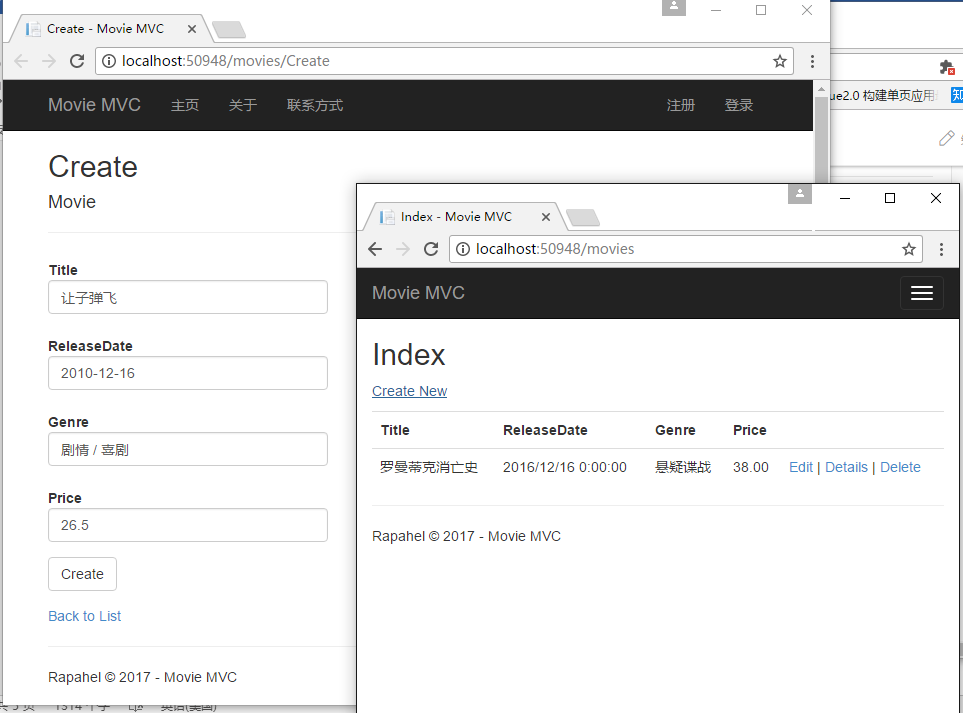 Create - Movie MVC
localhost:50948/movies/Create
Movie MVC 主页 关于 联系方式 注册 登录
Create
Movie
Title
让子弹飞
ReleaseDate
2010-12-16
Genre
剧情 / 喜剧
Price
26.5
Create
Back to List
Rapahel © 2017 - Movie MVC
ue2.0 构建单页应用
知
Index - Movie MVC
localhost:50948/movies
Movie MVC
Index
Create New
Title ReleaseDate Genre Price
罗曼蒂克消亡史 2016/12/16 0:00:00 悬疑谍战 38.00 Edit | Details | Delete
Rapahel © 2017 - Movie MVC